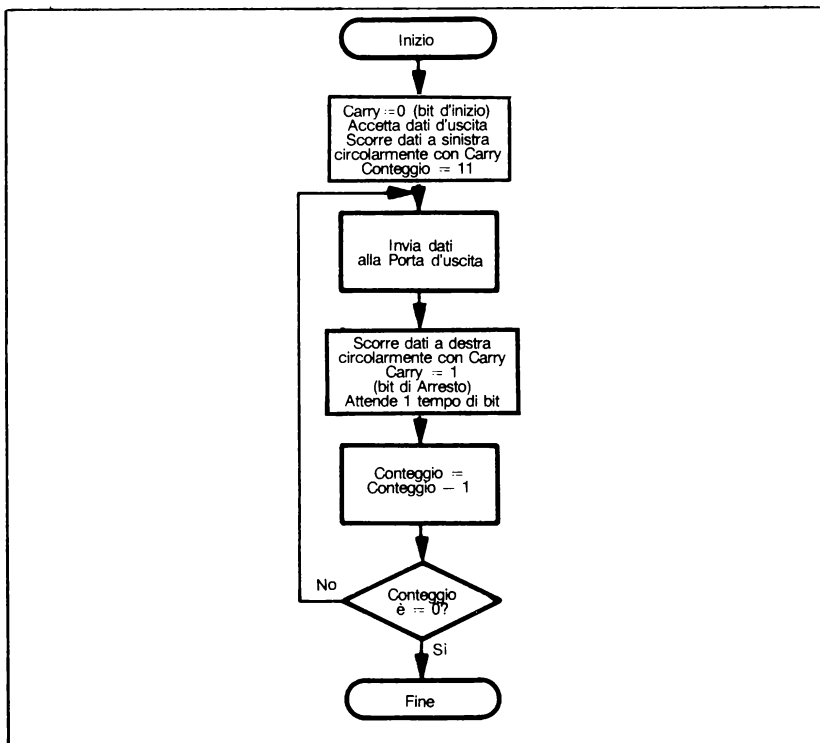 Inizio
Carry := 0 (bit d'inizio)
Accetta dati d'uscita
Scorre dati a sinistra
circolarmente con Carry
Conteggio = 11
Invia dati
alla Porta d'uscita
Scorre dati a destra
circolarmente con Carry
Carry = 1
(bit di Arresto)
Attende 1 tempo di bit
Conteggio =
Conteggio – 1
No
Conteggio
è = 0?
Si
Fine